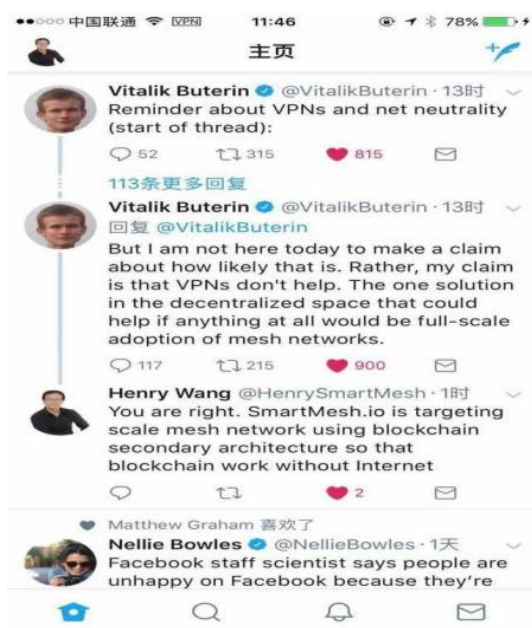 中国联通 VPN 11:46 78%
主页
Vitalik Buterin @VitalikButerin · 13时
Reminder about VPNs and net neutrality
(start of thread):
52 315 815
113条更多回复
Vitalik Buterin @VitalikButerin · 13时
回复 @VitalikButerin
But I am not here today to make a claim
about how likely that is. Rather, my claim
is that VPNs don't help. The one solution
in the decentralized space that could
help if anything at all would be full-scale
adoption of mesh networks.
117 215 900
Henry Wang @HenrySmartMesh · 1时
You are right. SmartMesh.io is targeting
scale mesh network using blockchain
secondary architecture so that
blockchain work without Internet
2
Matthew Graham 喜欢了
Nellie Bowles @NellieBowles · 1天
Facebook staff scientist says people are
unhappy on Facebook because they're